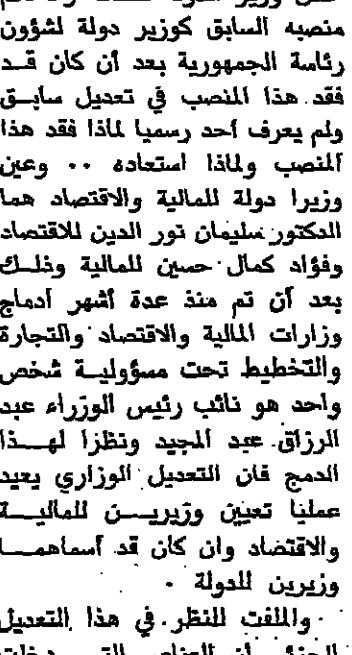 منصبه السابق كوزير دولة لشؤون
رئاسة الجمهورية بعد أن كان قد
فقد هذا المنصب في تعديل سابق
ولم يعرف أحد رسميا لماذا فقد هذا
المنصب ولماذا استعاده .. وعين
وزيرا دولة للمالية والاقتصاد هما
الدكتور سليمان نور الدين للاقتصاد
وفؤاد كمال حسين للمالية وذلك
بعد أن تم منذ عدة أشهر ادماج
وزارات المالية والاقتصاد والتجارة
والتخطيط تحت مسؤولية شخص
واحد هو نائب رئيس الوزراء عبد
الرزاق عبد المجيد ونظرا لهذا
الدمج فان التعديل الوزاري يعيد
عمليا تعيين وزيرين للمالية
والاقتضاد وان كان قد أسماهما
وزيرين للدولة .
والملفت للنظر في هذا التعديل